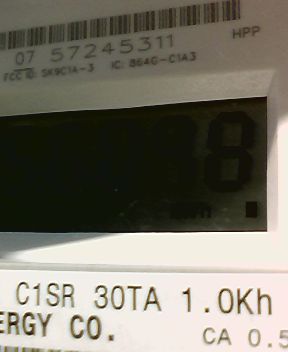 HPP
07 57245311
FCC ID: SK9C1A-3 IC: 864G-C1A3
C1SR 30TA 1.0Kh
ERGY CO.
CA 0.5